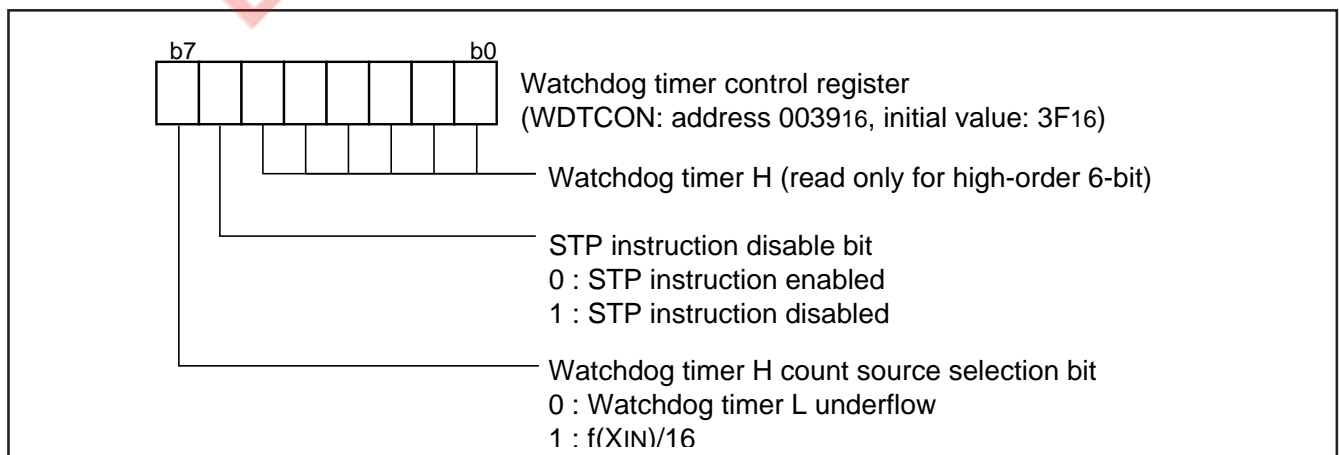 b7 b0
Watchdog timer control register
(WDTCON: address 003916, initial value: 3F16)
Watchdog timer H (read only for high-order 6-bit)
STP instruction disable bit
0 : STP instruction enabled
1 : STP instruction disabled
Watchdog timer H count source selection bit
0 : Watchdog timer L underflow
1 : f(XIN)/16